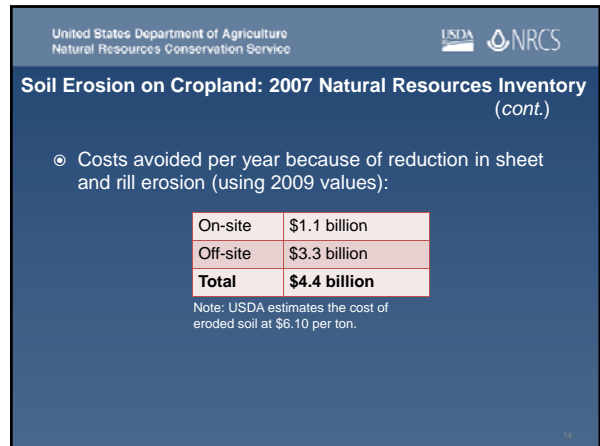 United States Department of Agriculture
Natural Resources Conservation Service
USDA NRCS
Soil Erosion on Cropland: 2007 Natural Resources Inventory
(cont.)
Costs avoided per year because of reduction in sheet
and rill erosion (using 2009 values):
On-site $1.1 billion
Off-site $3.3 billion
Total $4.4 billion
Note: USDA estimates the cost of
eroded soil at $6.10 per ton.
14